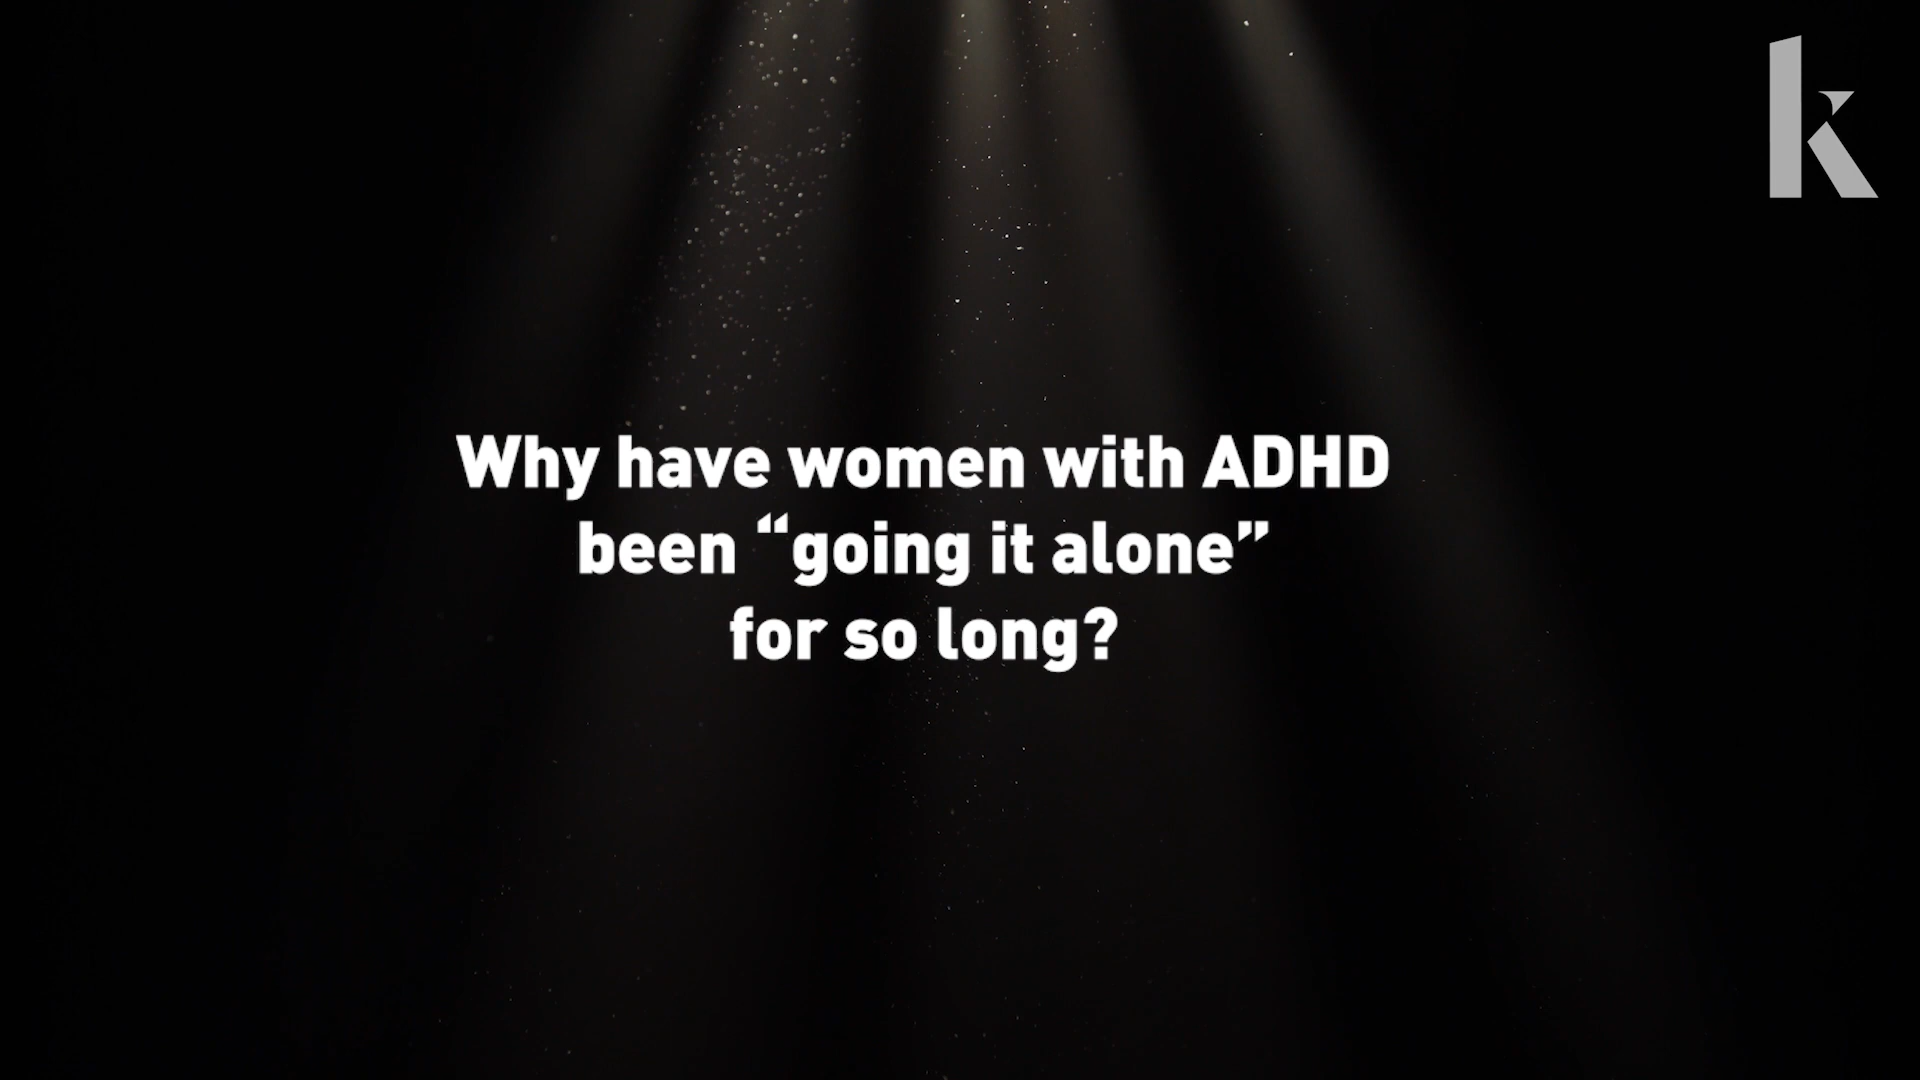 k
Why have women with ADHD
been “going it alone”
for so long?